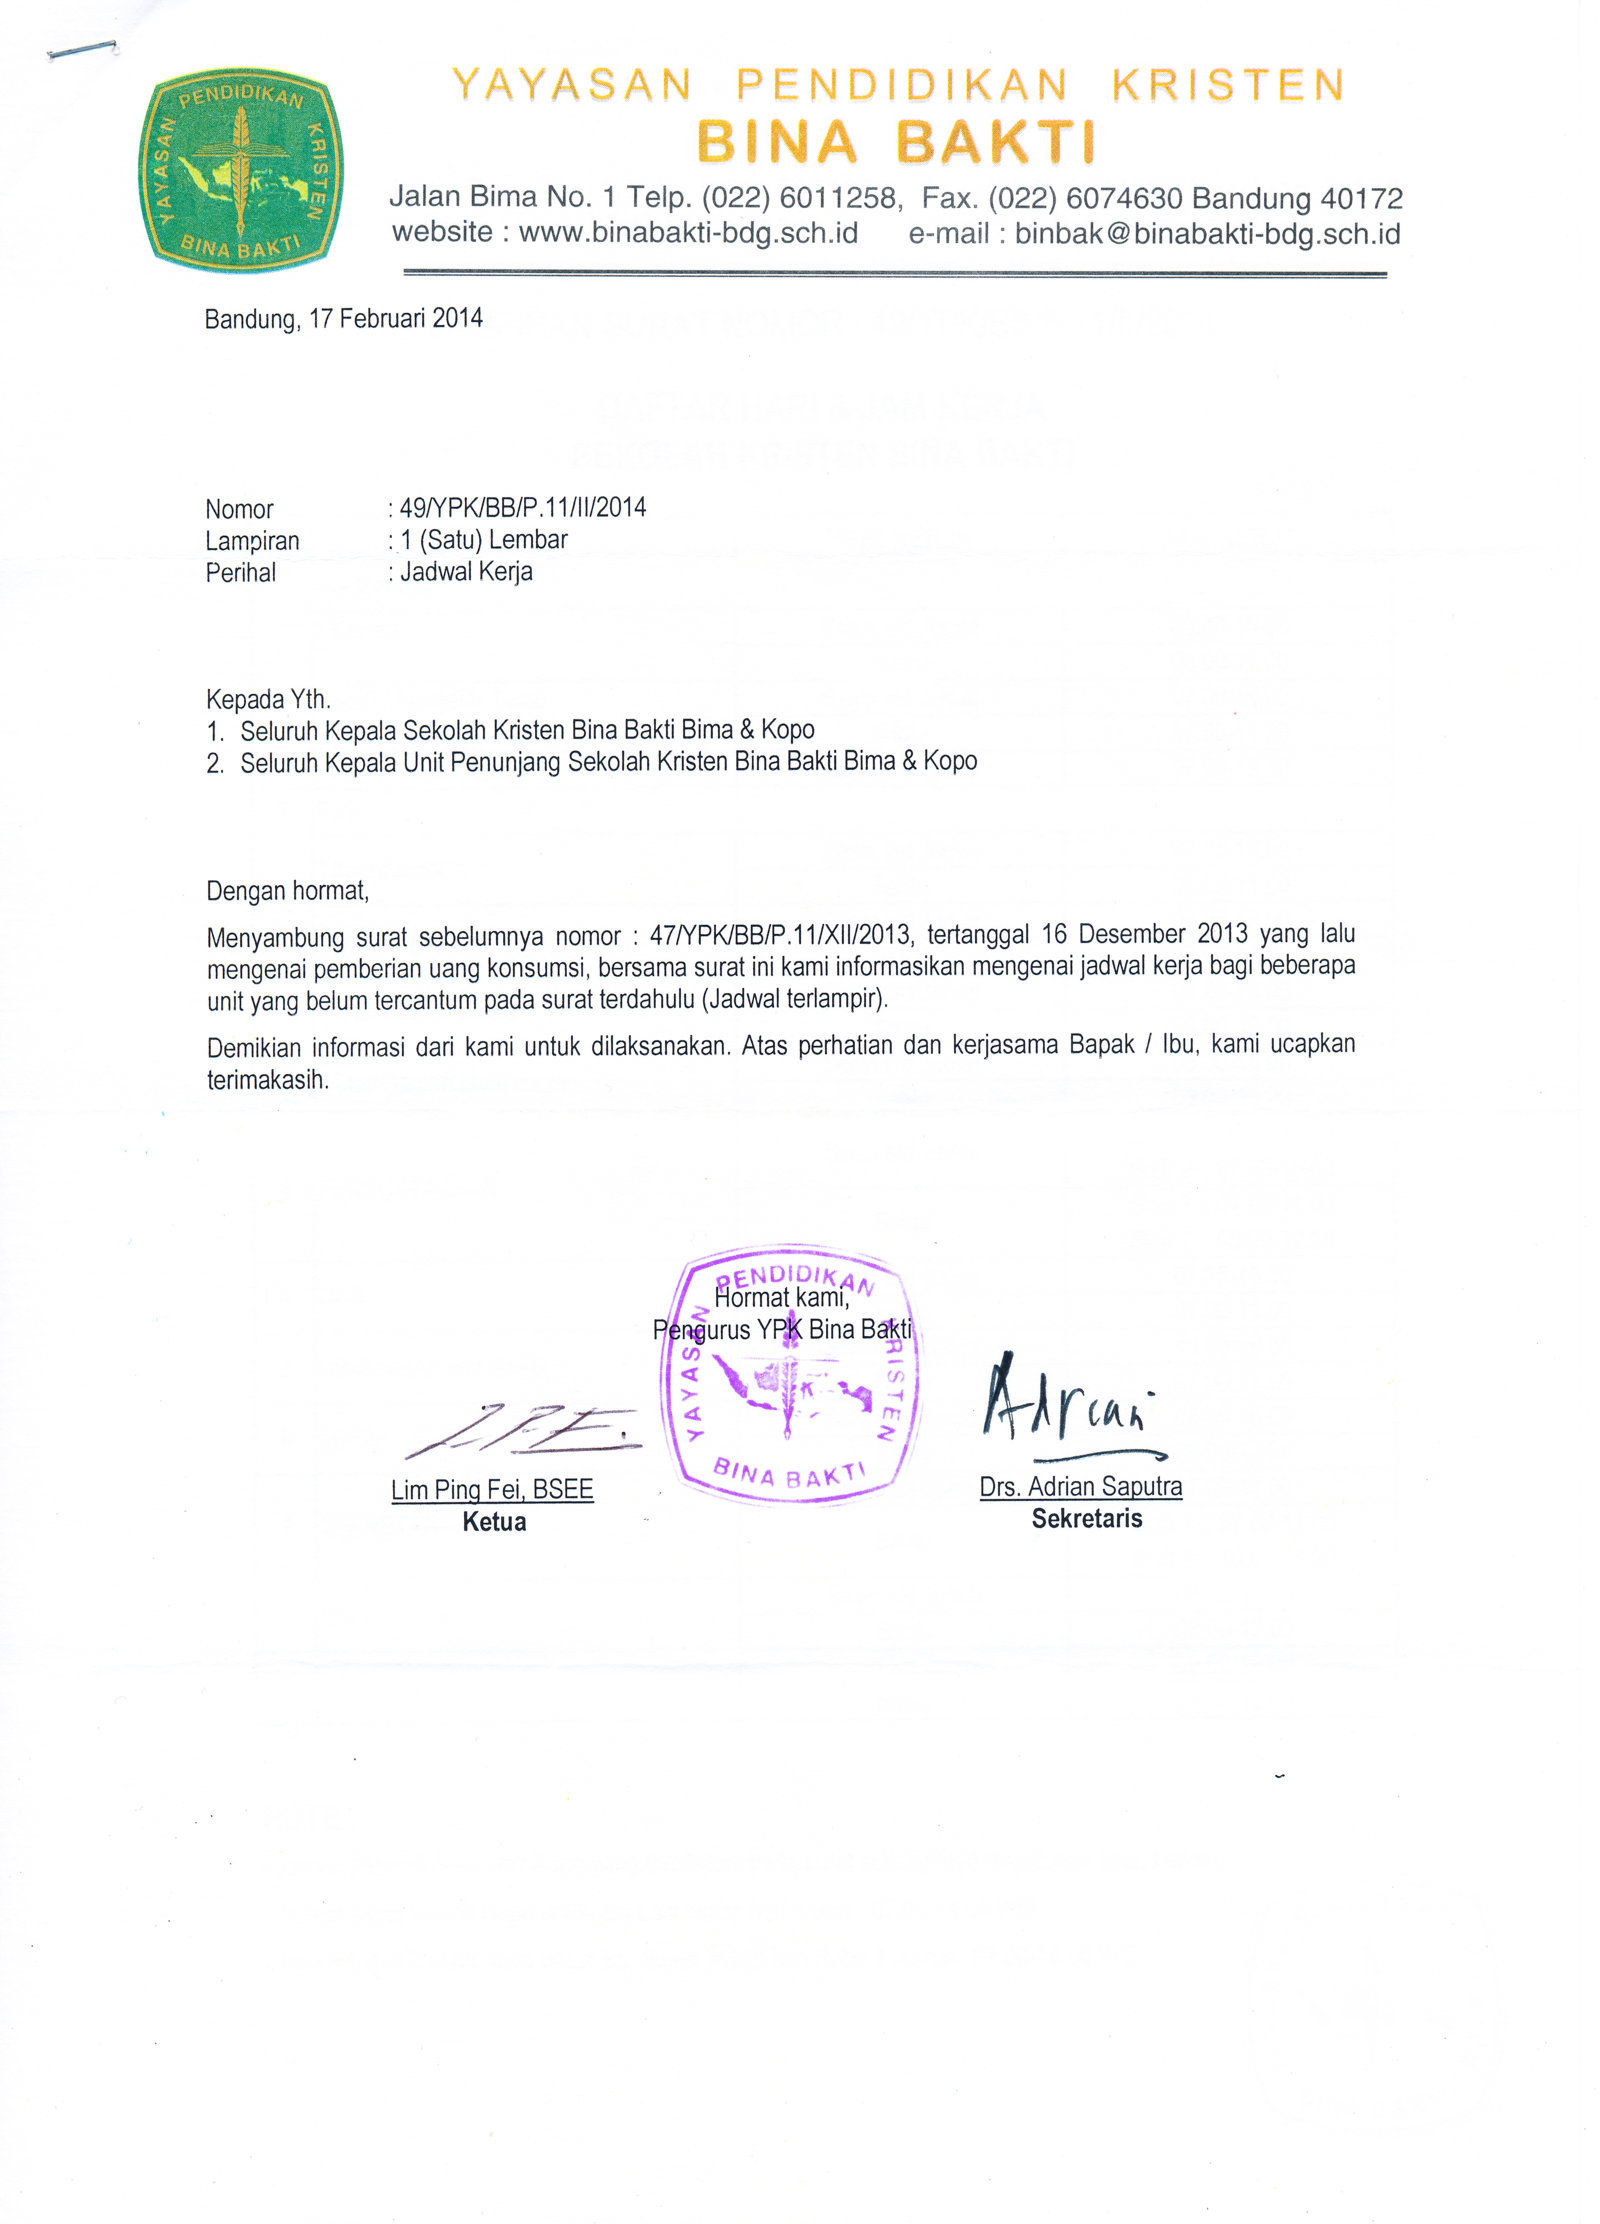 YAYASAN PENDIDIKAN KRISTEN
BINA BAKTI
Jalan Bima No. 1 Telp. (022) 6011258, Fax. (022) 6074630 Bandung 40172
website : www.binabakti-bdg.sch.id e-mail : binbak@binabakti-bdg.sch.id
YAYASAN PENDIDIKAN KRISTEN
BINA BAKTI
Bandung, 17 Februari 2014
Nomor : 49/YPK/BB/P.11/II/2014
Lampiran : 1 (Satu) Lembar
Perihal : Jadwal Kerja
Kepada Yth.
1. Seluruh Kepala Sekolah Kristen Bina Bakti Bima & Kopo
2. Seluruh Kepala Unit Penunjang Sekolah Kristen Bina Bakti Bima & Kopo
Dengan hormat,
Menyambung surat sebelumnya nomor : 47/YPK/BB/P.11/XII/2013, tertanggal 16 Desember 2013 yang lalu
mengenai pemberian uang konsumsi, bersama surat ini kami informasikan mengenai jadwal kerja bagi beberapa
unit yang belum tercantum pada surat terdahulu (Jadwal terlampir).
Demikian informasi dari kami untuk dilaksanakan. Atas perhatian dan kerjasama Bapak / Ibu, kami ucapkan
terimakasih.
Hormat kami,
Pengurus YPK Bina Bakti
YAYASAN PENDIDIKAN KRISTEN
BINA BAKTI
L.P.F.
Adrian
Lim Ping Fei, BSEE
Ketua
Drs. Adrian Saputra
Sekretaris